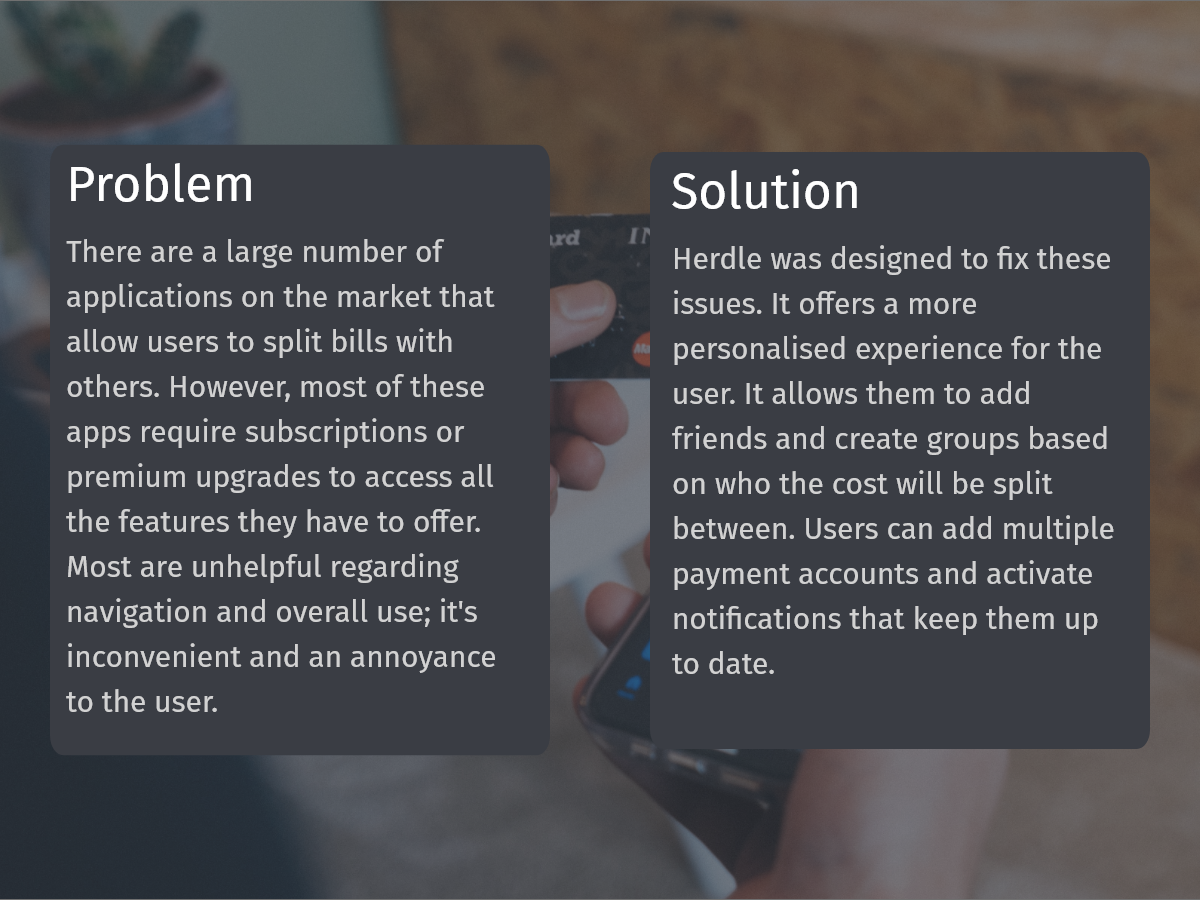 Problem
There are a large number of
applications on the market that
allow users to split bills with
others. However, most of these
apps require subscriptions or
premium upgrades to access all
the features they have to offer.
Most are unhelpful regarding
navigation and overall use; it's
inconvenient and an annoyance
to the user.
Solution
Herdle was designed to fix these
issues. It offers a more
personalised experience for the
user. It allows them to add
friends and create groups based
on who the cost will be split
between. Users can add multiple
payment accounts and activate
notifications that keep them up
to date.